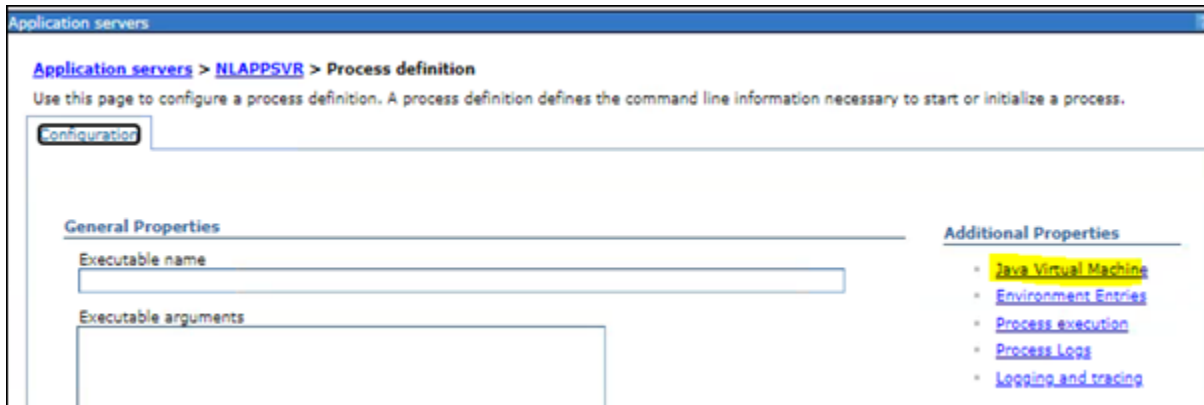 Application servers
Application servers > NLAPPSVR > Process definition
Use this page to configure a process definition. A process definition defines the command line information necessary to start or initialize a process.
Configuration
General Properties
Executable name
Executable arguments
Additional Properties
Java Virtual Machine
Environment Entries
Process execution
Process Logs
Logging and tracing